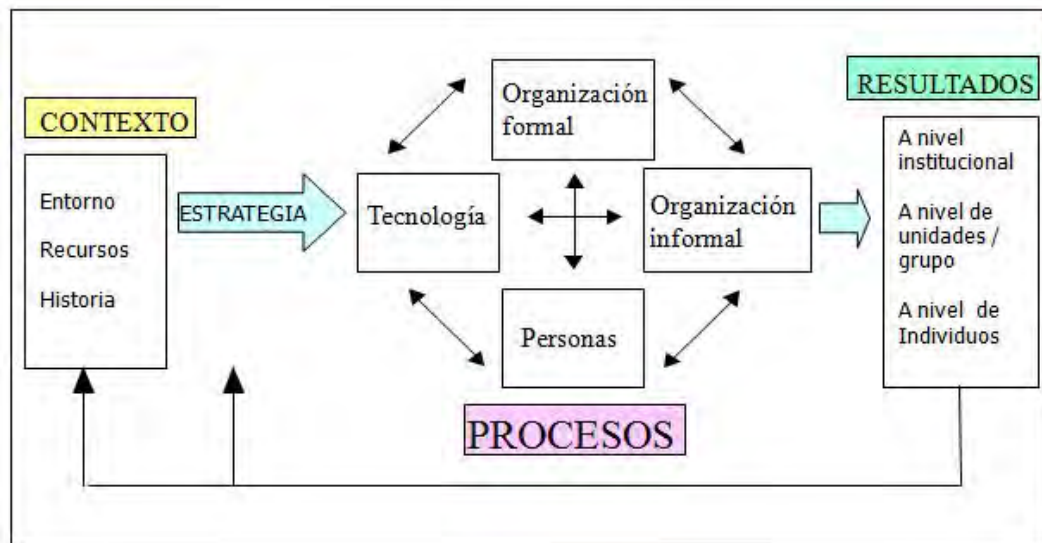 CONTEXTO
Entorno
Recursos
Historia
ESTRATEGIA
Organización
formal
Tecnología
Organización
informal
Personas
PROCESOS
RESULTADOS
A nivel
institucional
A nivel de
unidades /
grupo
A nivel de
Individuos